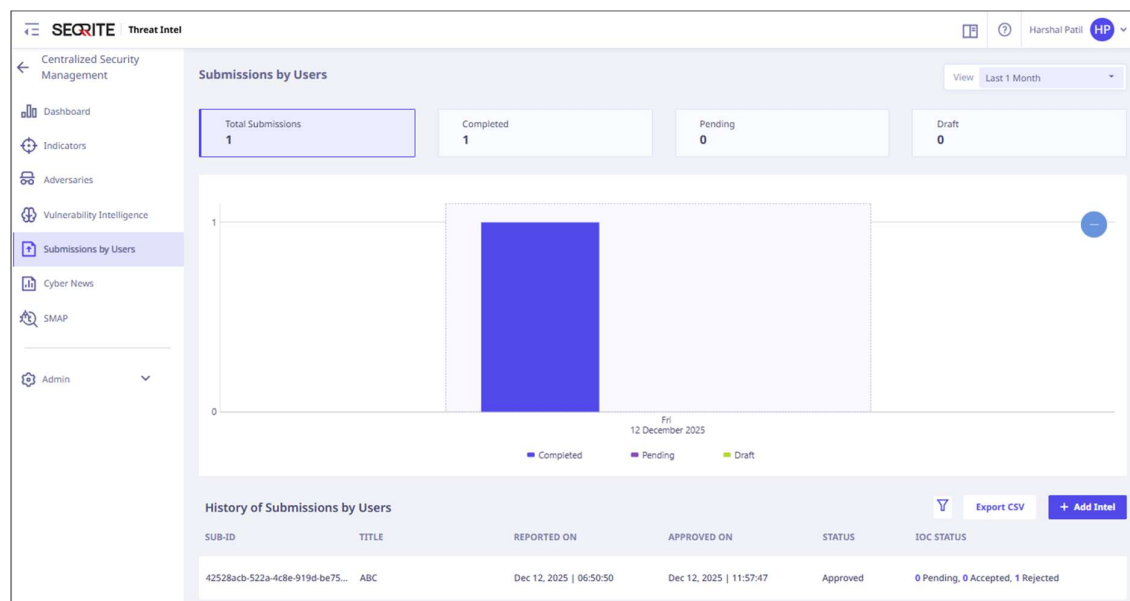 SEQRITE Threat Intel
Harshal Patil HP
Centralized Security
Management
Dashboard
Indicators
Adversaries
Vulnerability Intelligence
Submissions by Users
Cyber News
SMAP
Admin
Submissions by Users
View Last 1 Month
Total Submissions
1
Completed
1
Pending
0
Draft
0
1
0
Fri
12 December 2025
Completed Pending Draft
History of Submissions by Users
Export CSV + Add Intel
SUB-ID TITLE REPORTED ON APPROVED ON STATUS IOC STATUS
42528acb-522a-4c8e-919d-be75... ABC Dec 12, 2025 | 06:50:50 Dec 12, 2025 | 11:57:47 Approved 0 Pending, 0 Accepted, 1 Rejected